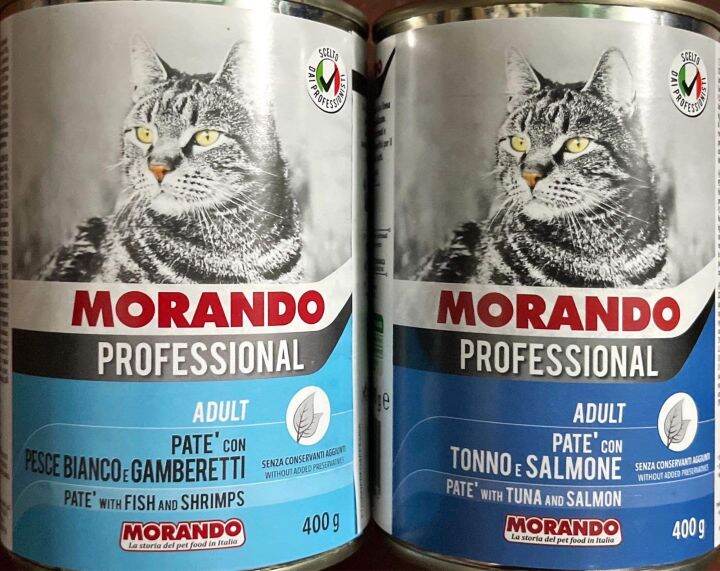 SCELTO
DAI PROFESSIONISTI
MORANDO
PROFESSIONAL
ADULT
PATE' CON
PESCE BIANCO E GAMBERETTI
PATE' WITH FISH AND SHRIMPS
SENZA CONSERVANTI AGGIUNTI
WITHOUT ADDED PRESERVATIVES
MORANDO
La storia del pet food in Italia
400 g
SCELTO
DAI PROFESSIONISTI
MORANDO
PROFESSIONAL
ADULT
PATE' CON
TONNO E SALMONE
PATE' WITH TUNA AND SALMON
SENZA CONSERVANTI AGGIUNTI
WITHOUT ADDED PRESERVATIVES
MORANDO
La storia del pet food in Italia
400 g
g e